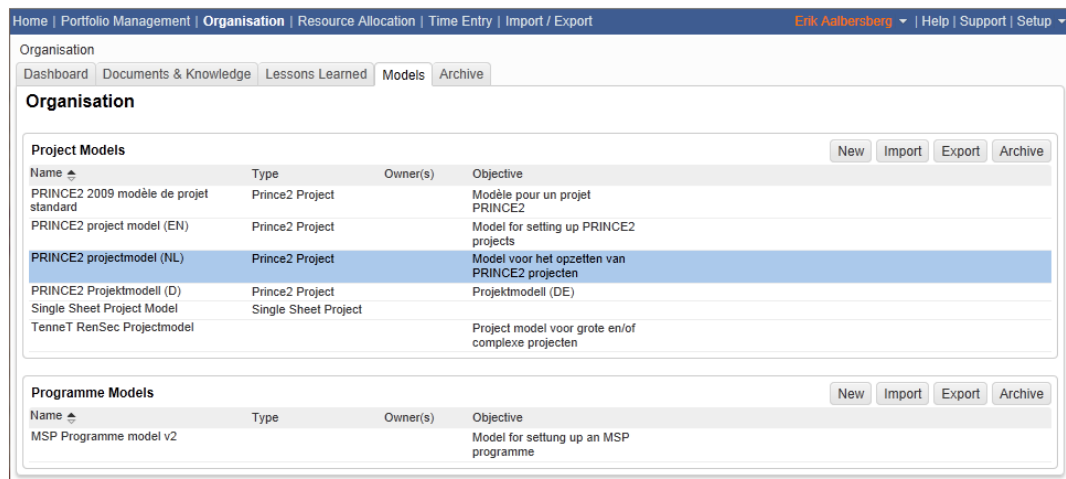 Home | Portfolio Management | Organisation | Resource Allocation | Time Entry | Import / Export Erik Aalbersberg | Help | Support | Setup
Organisation
Dashboard Documents & Knowledge Lessons Learned Models Archive
Organisation
Project Models New Import Export Archive
Name Type Owner(s) Objective
PRINCE2 2009 modèle de projet Prince2 Project Modèle pour un projet
standard PRINCE2
PRINCE2 project model (EN) Prince2 Project Model for setting up PRINCE2
projects
PRINCE2 projectmodel (NL) Prince2 Project Model voor het opzetten van
PRINCE2 projecten
PRINCE2 Projektmodell (D) Prince2 Project Projektmodell (DE)
Single Sheet Project Model Single Sheet Project
TenneT RenSec Projectmodel Project model voor grote en/of
complexe projecten
Programme Models New Import Export Archive
Name Type Owner(s) Objective
MSP Programme model v2 Model for settung up an MSP
programme